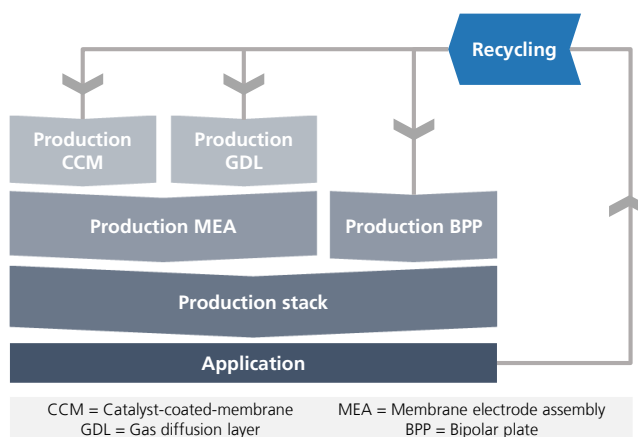 Recycling
Production
CCM
Production
GDL
Production MEA
Production BPP
Production stack
Application
CCM = Catalyst-coated-membrane
GDL = Gas diffusion layer
MEA = Membrane electrode assembly
BPP = Bipolar plate